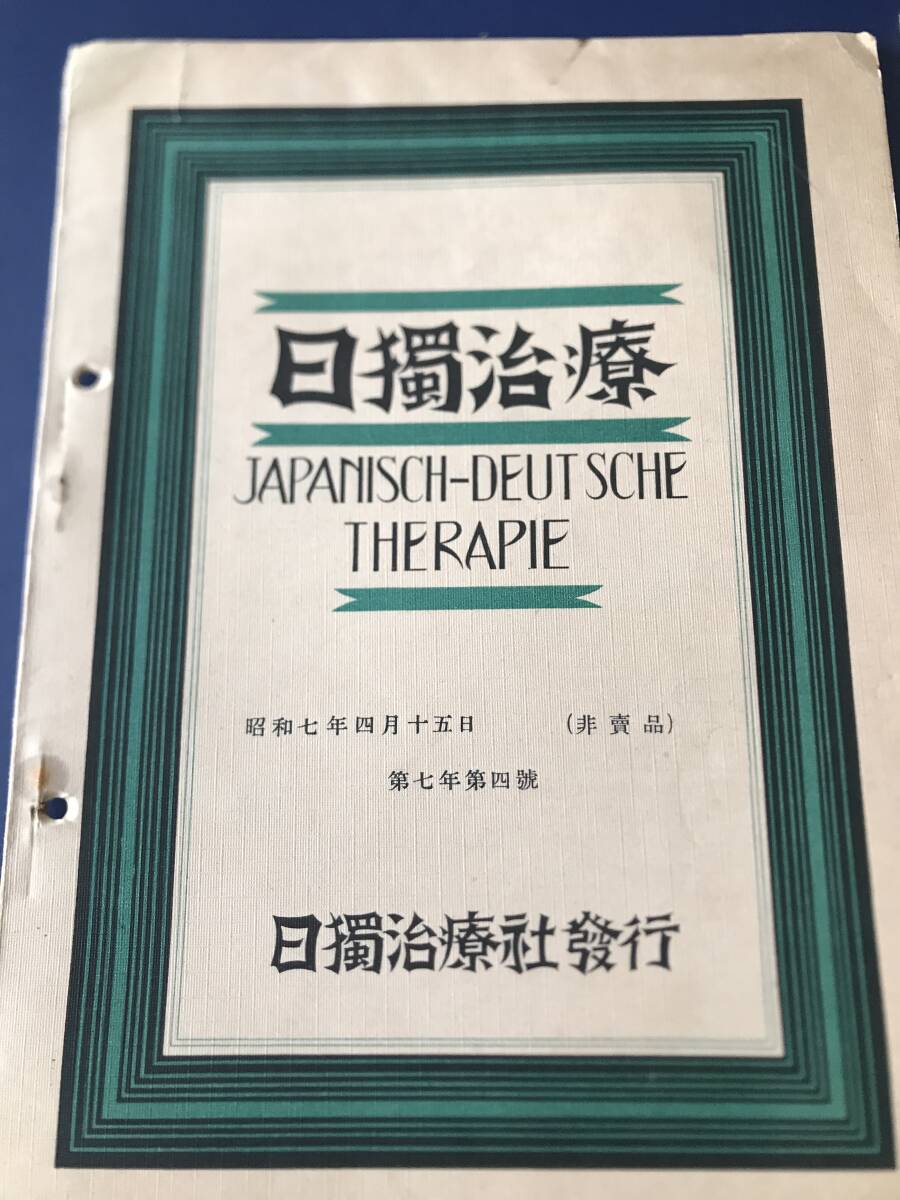 日獨治療
JAPANISCH-DEUTSCHE
THERAPIE
昭和七年四月十五日 (非賣品)
第七年第四號
日獨治療社發行